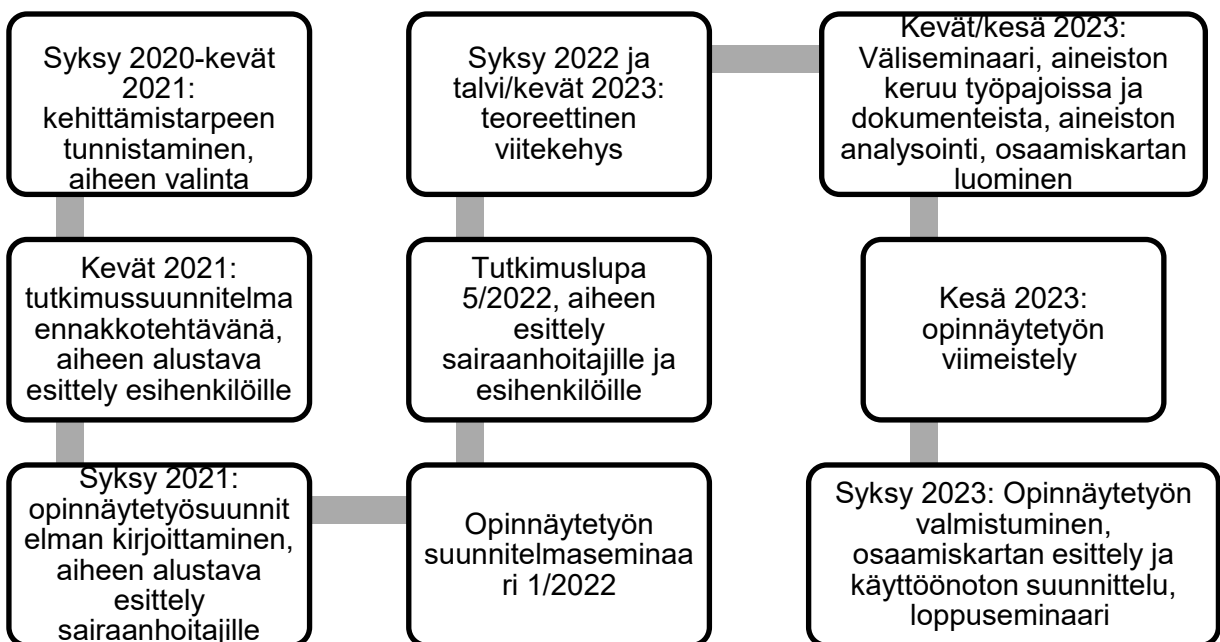 Syksy 2020-kevät
2021:
kehittämistarpeen
tunnistaminen,
aiheen valinta
Kevät 2021:
tutkimussuunnitelma
ennakkotehtävänä,
aiheen alustava
esittely esihenkilöille
Syksy 2021:
opinnäytetyösuunnit
elman kirjoittaminen,
aiheen alustava
esittely
sairaanhoitajille
Opinnäytetyön
suunnitelmaseminaa
ri 1/2022
Tutkimuslupa
5/2022, aiheen
esittely
sairaanhoitajille ja
esihenkilöille
Syksy 2022 ja
talvi/kevät 2023:
teoreettinen
viitekehys
Kevät/kesä 2023:
Väliseminaari, aineiston
keruu työpajoissa ja
dokumenteista, aineiston
analysointi, osaamiskartan
luominen
Kesä 2023:
opinnäytetyön
viimeistely
Syksy 2023: Opinnäytetyön
valmistuminen,
osaamiskartan esittely ja
käyttöönoton suunnittelu,
loppuseminaari